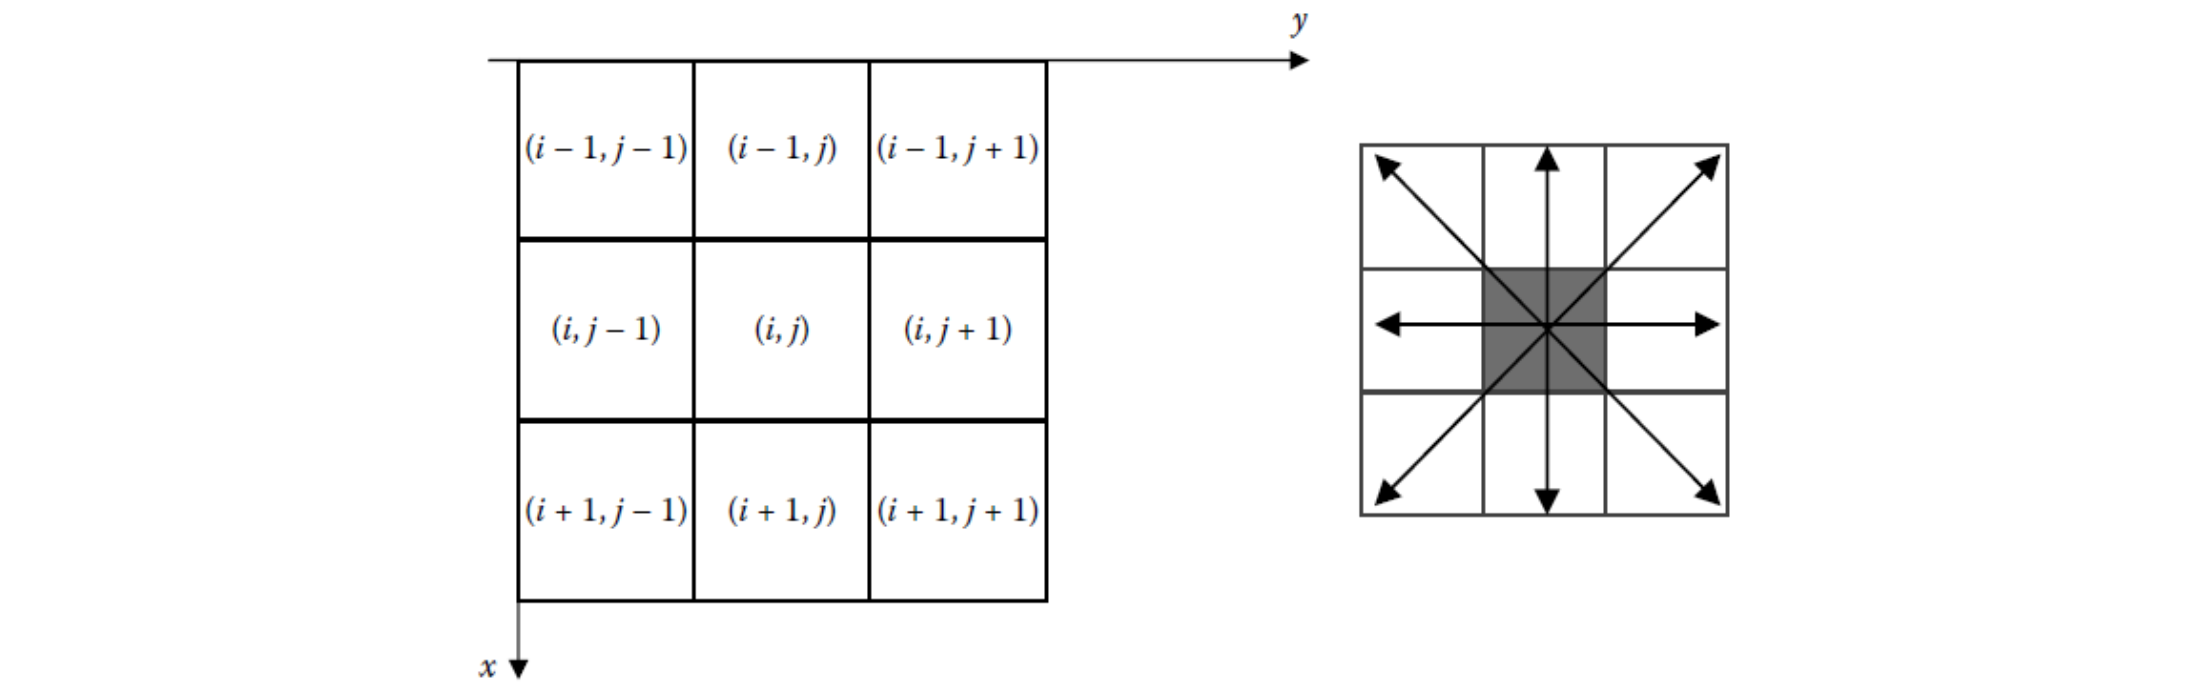 y
(i − 1, j − 1) (i − 1, j) (i − 1, j + 1)
(i, j − 1) (i, j) (i, j + 1)
(i + 1, j − 1) (i + 1, j) (i + 1, j + 1)
x